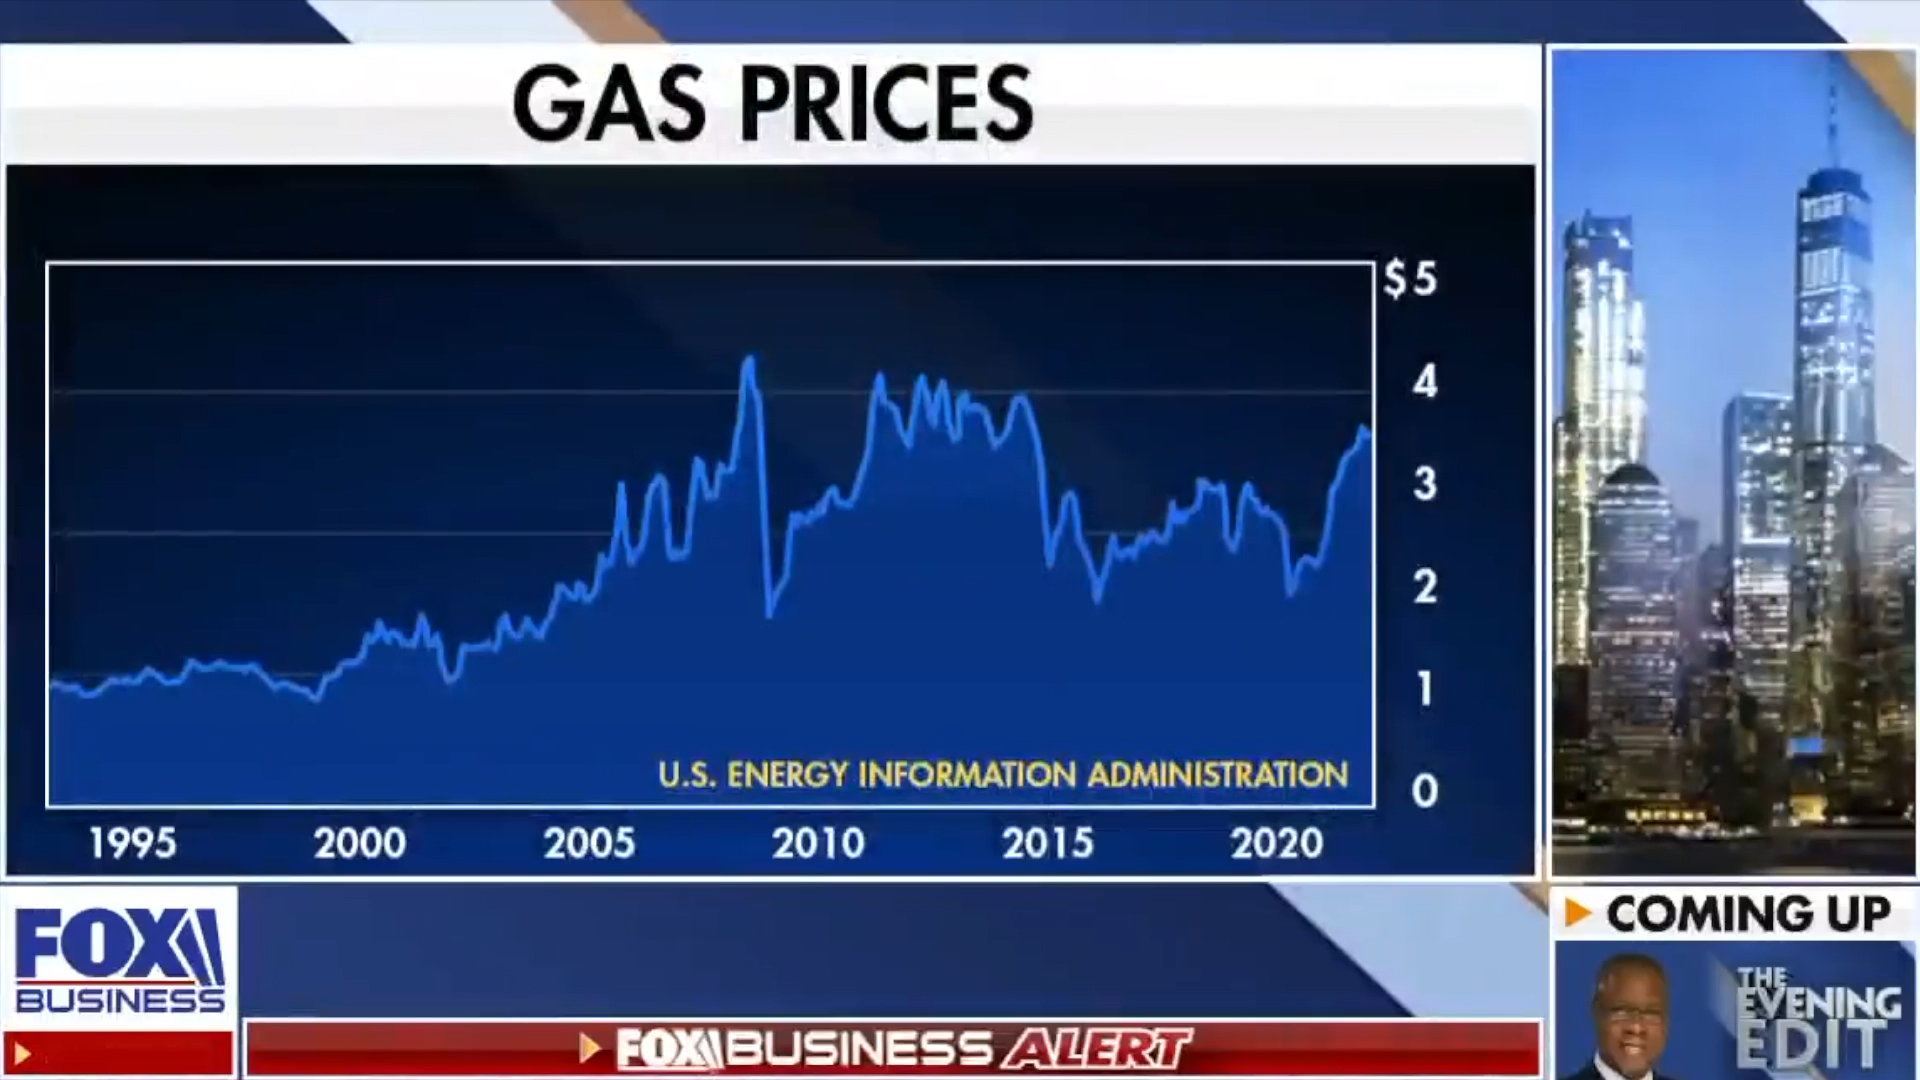 GAS PRICES
$5
4
3
2
1
0
U.S. ENERGY INFORMATION ADMINISTRATION
1995 2000 2005 2010 2015 2020
FOX
BUSINESS
FOX BUSINESS ALERT
COMING UP
THE
EVENING
EDIT